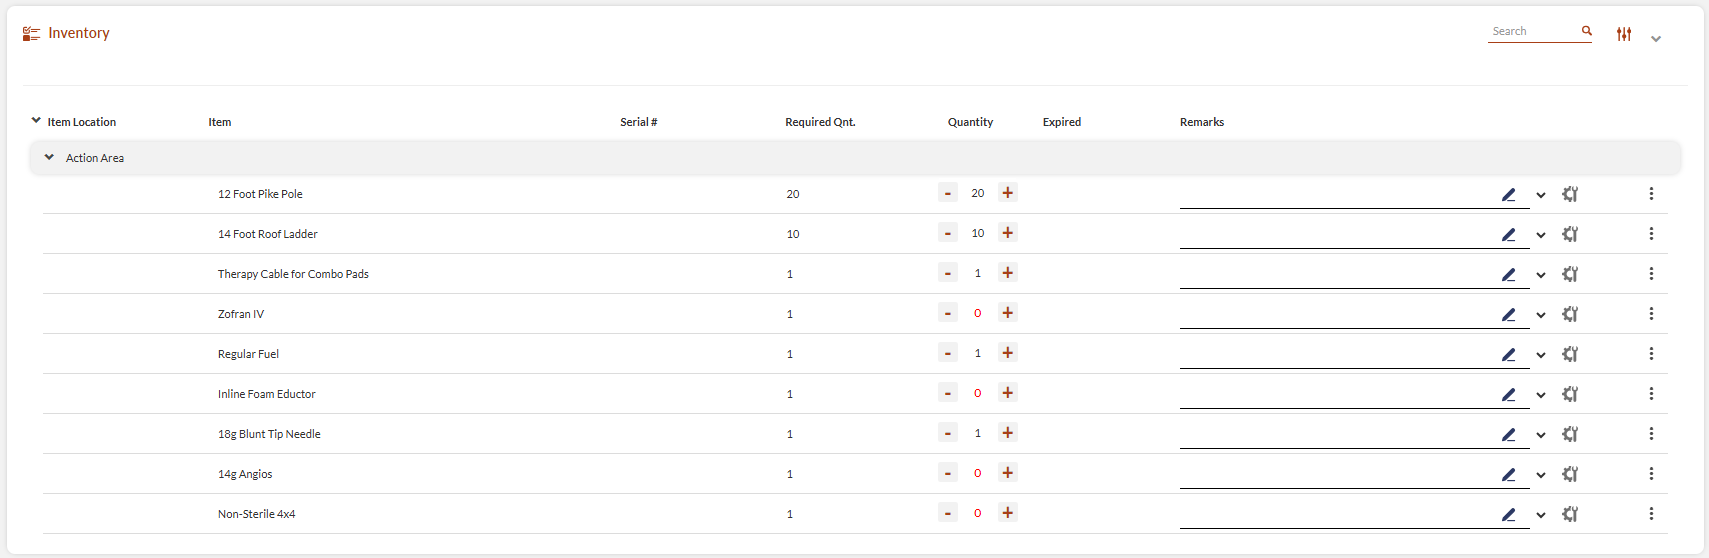 Inventory
Search
Item Location Item Serial # Required Qnt. Quantity Expired Remarks
Action Area
12 Foot Pike Pole 20 - 20 +
14 Foot Roof Ladder 10 - 10 +
Therapy Cable for Combo Pads 1 - 1 +
Zofran IV 1 - 0 +
Regular Fuel 1 - 1 +
Inline Foam Eductor 1 - 0 +
18g Blunt Tip Needle 1 - 1 +
14g Angios 1 - 0 +
Non-Sterile 4x4 1 - 0 +